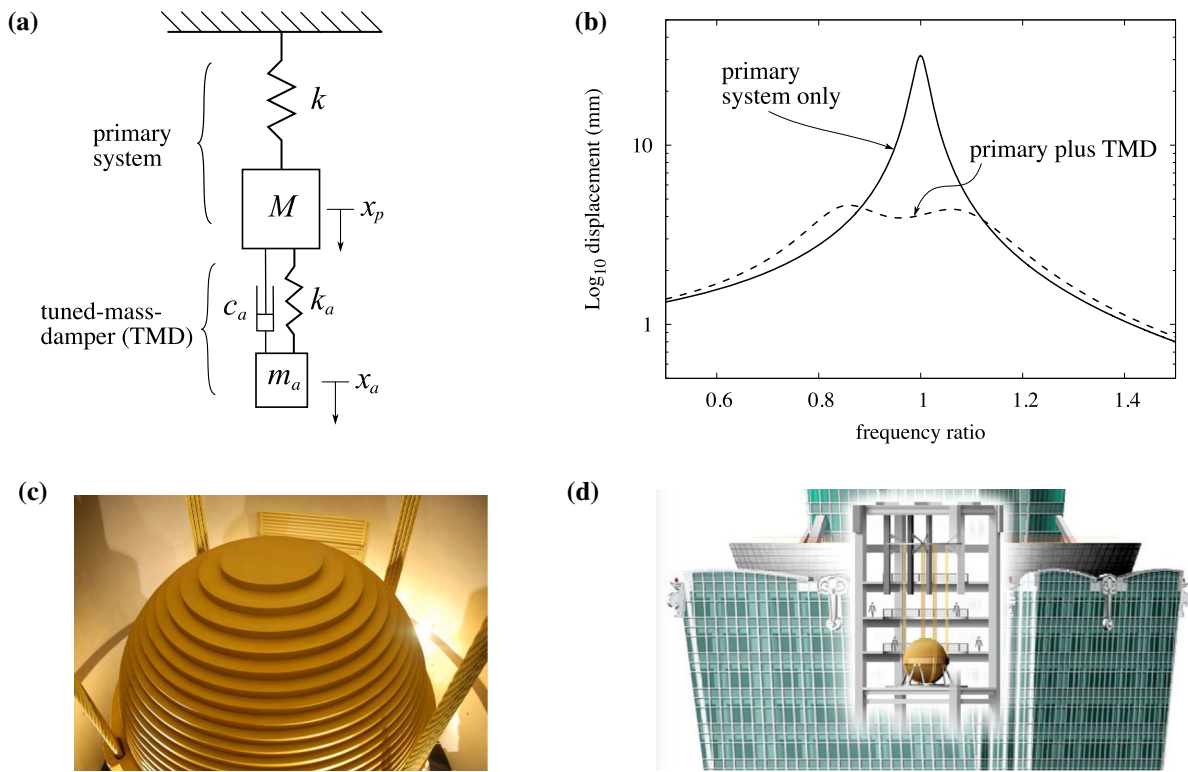 (a)
k
primary
system
M
x_p
c_a
k_a
tuned-mass-
damper (TMD)
m_a
x_a
(b)
Log10 displacement (mm)
10
1
primary
system only
primary plus TMD
0.6 0.8 1 1.2 1.4
frequency ratio
(c)
(d)